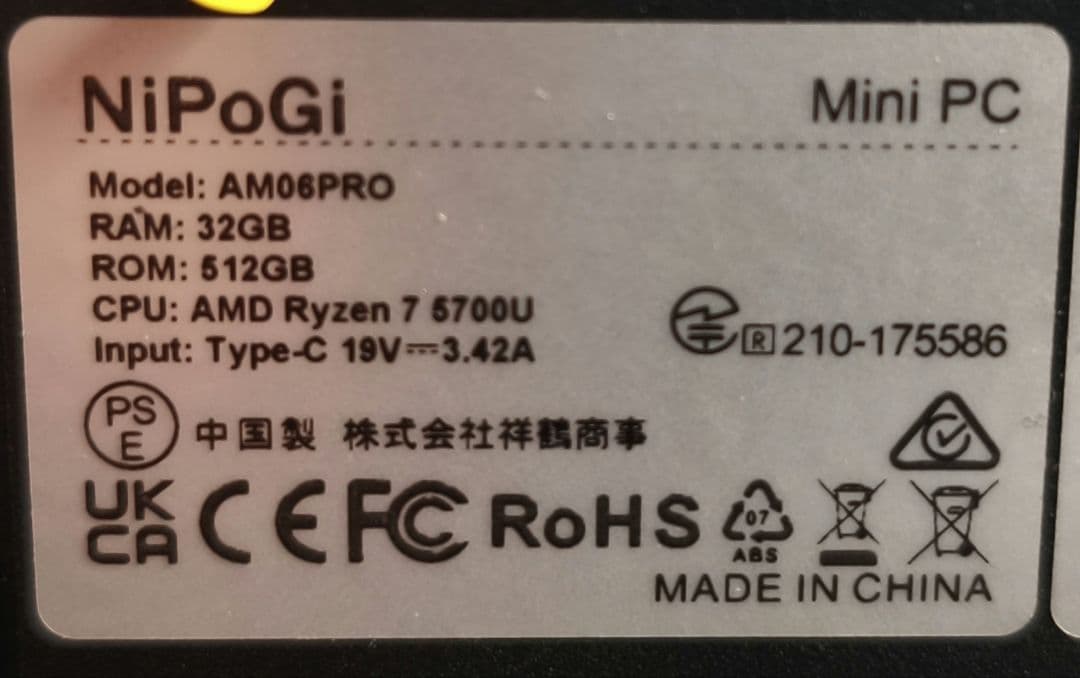 NiPoGi
Mini PC
Model: AM06PRO
RAM: 32GB
ROM: 512GB
CPU: AMD Ryzen 7 5700U
Input: Type-C 19V⎓3.42A
R 210-175586
PS
E
中国製 株式会社祥鶴商事
UK
CA
CE FC RoHS
07
ABS
MADE IN CHINA